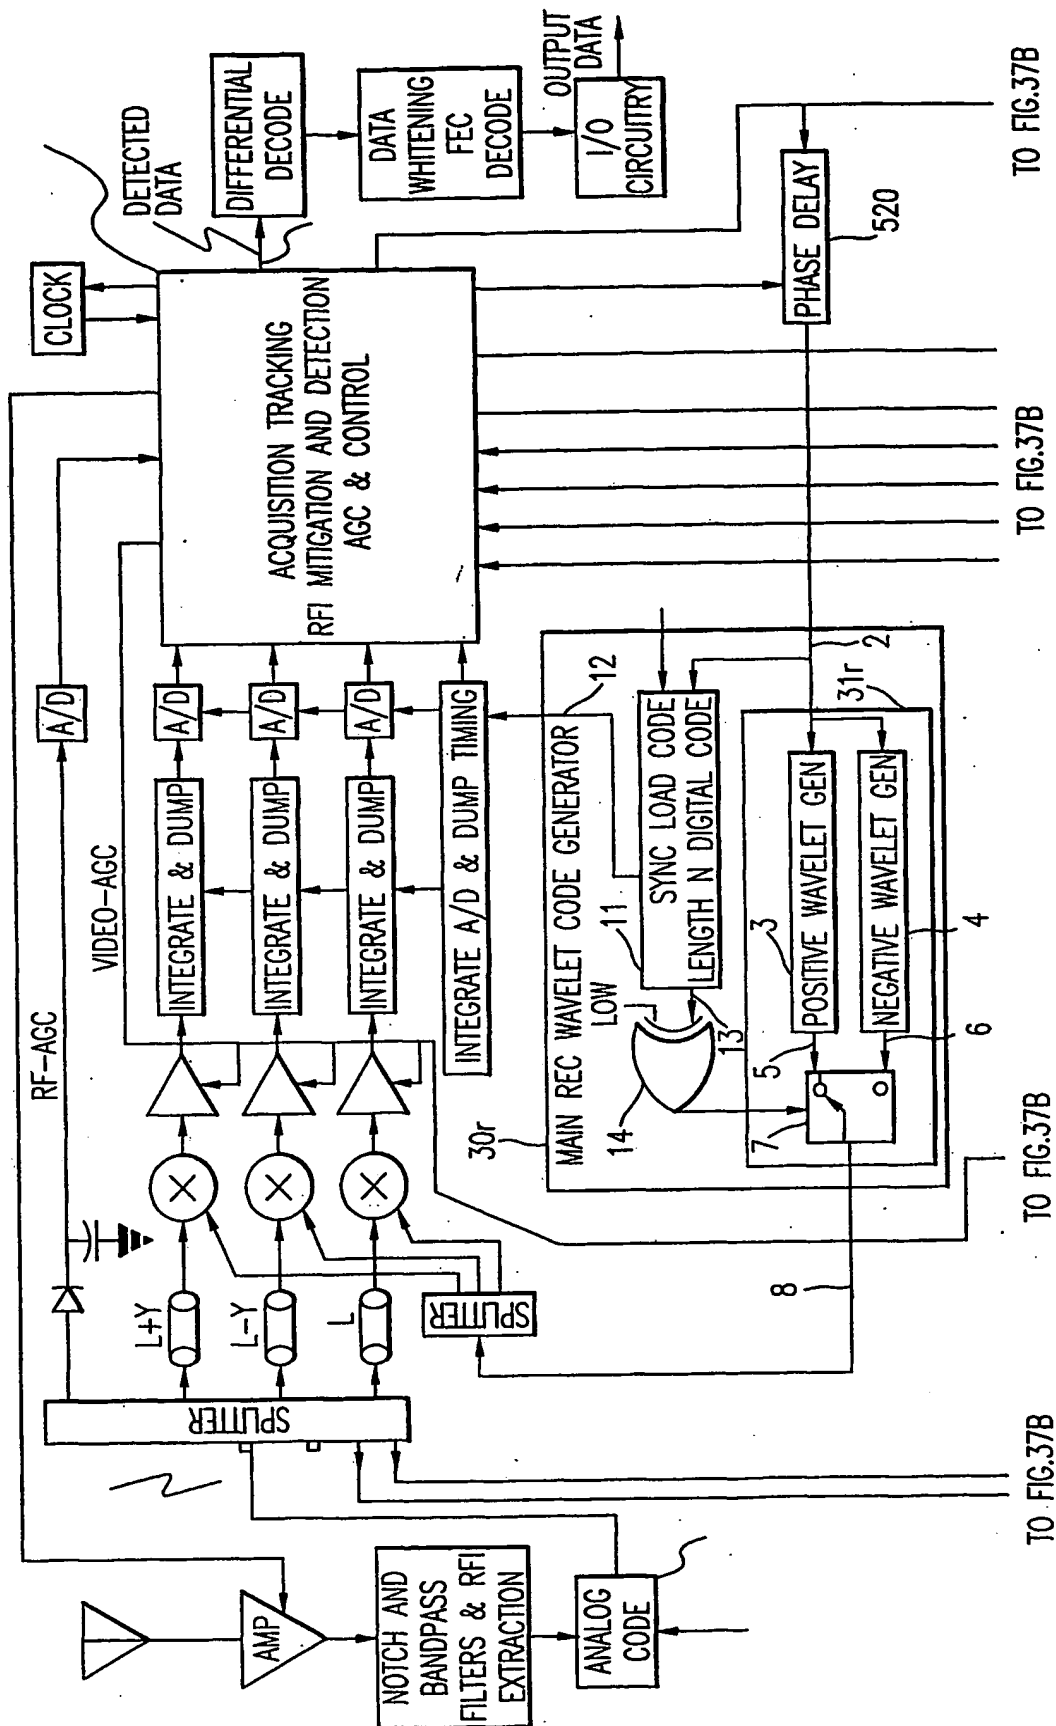 AMP
NOTCH AND
BANDPASS
FILTERS & RFI
EXTRACTION
ANALOG
CODE
SPLITTER
L+Y
L-Y
L
SPLITTER
RF-AGC
VIDEO-AGC
A/D
INTEGRATE & DUMP
A/D
INTEGRATE & DUMP
A/D
INTEGRATE & DUMP
A/D
INTEGRATE A/D & DUMP TIMING
CLOCK
ACQUISITION TRACKING
RFI MITIGATION AND DETECTION
AGC & CONTROL
DETECTED
DATA
DIFFERENTIAL
DECODE
DATA
WHITENING
FEC
DECODE
I/O
CIRCUITRY
OUTPUT
DATA
PHASE DELAY
520
30r
MAIN REC WAVELET CODE GENERATOR
12
LOW
11
SYNC LOAD CODE
LENGTH N DIGITAL CODE
13
14
2
31r
3
POSITIVE WAVELET GEN
5
NEGATIVE WAVELET GEN
4
6
7
8
TO FIG.37B
TO FIG.37B
TO FIG.37B
TO FIG.37B